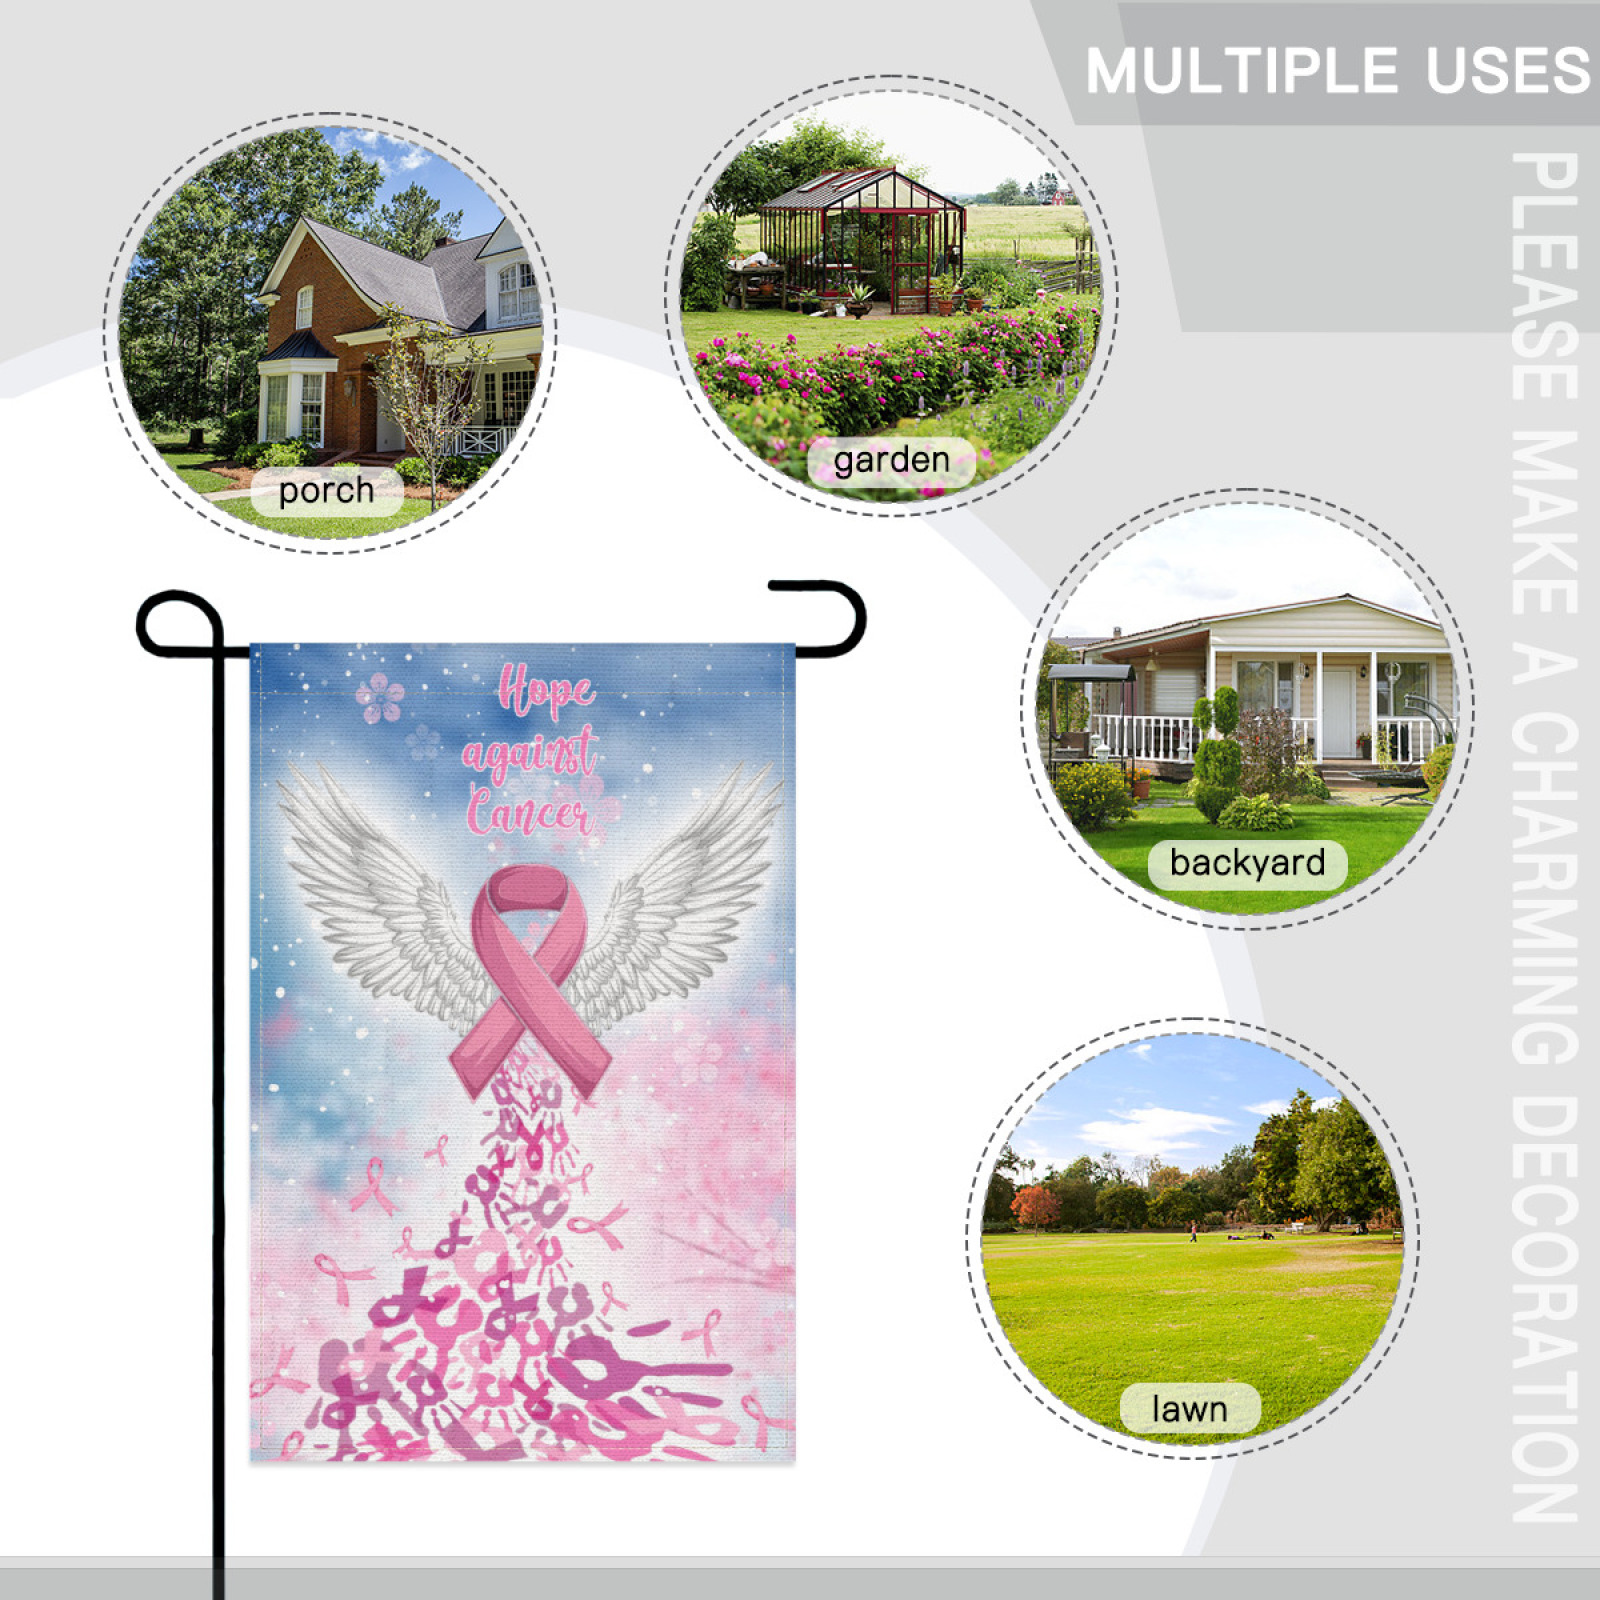 MULTIPLE USES
PLEASE MAKE A CHARMING DECORATION
porch
garden
Hope
against
Cancer
backyard
lawn